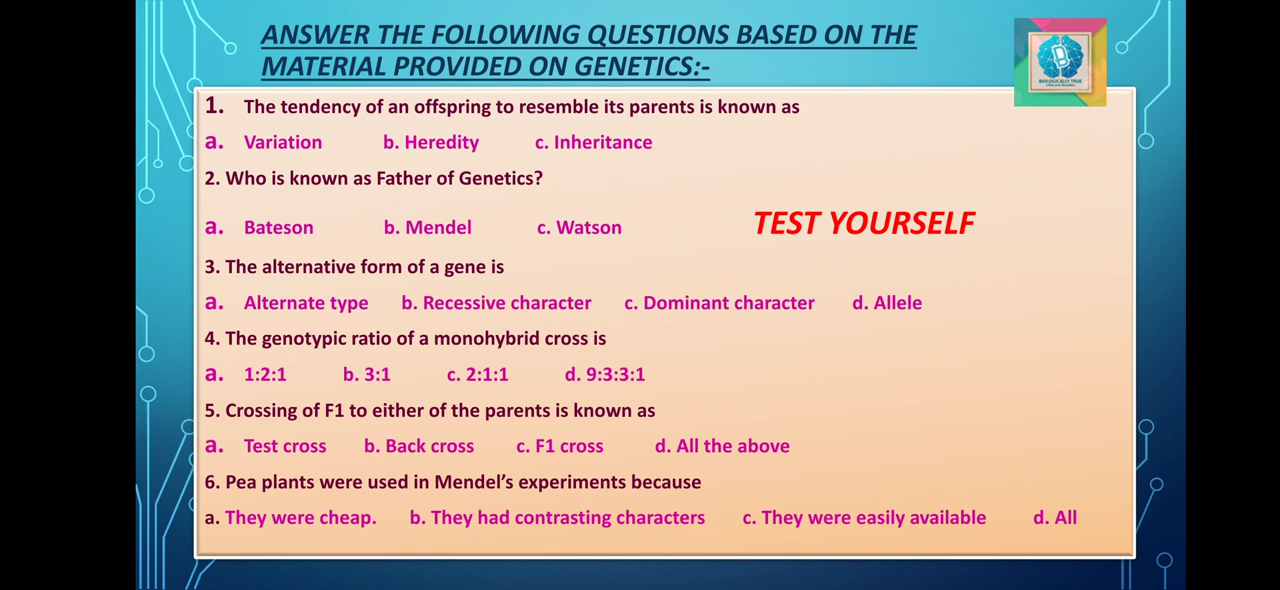 ANSWER THE FOLLOWING QUESTIONS BASED ON THE
MATERIAL PROVIDED ON GENETICS:-
BIOLOGICALLY TRUE
1. The tendency of an offspring to resemble its parents is known as
a. Variation b. Heredity c. Inheritance
2. Who is known as Father of Genetics?
a. Bateson b. Mendel c. Watson
TEST YOURSELF
3. The alternative form of a gene is
a. Alternate type b. Recessive character c. Dominant character d. Allele
4. The genotypic ratio of a monohybrid cross is
a. 1:2:1 b. 3:1 c. 2:1:1 d. 9:3:3:1
5. Crossing of F1 to either of the parents is known as
a. Test cross b. Back cross c. F1 cross d. All the above
6. Pea plants were used in Mendel’s experiments because
a. They were cheap. b. They had contrasting characters c. They were easily available d. All